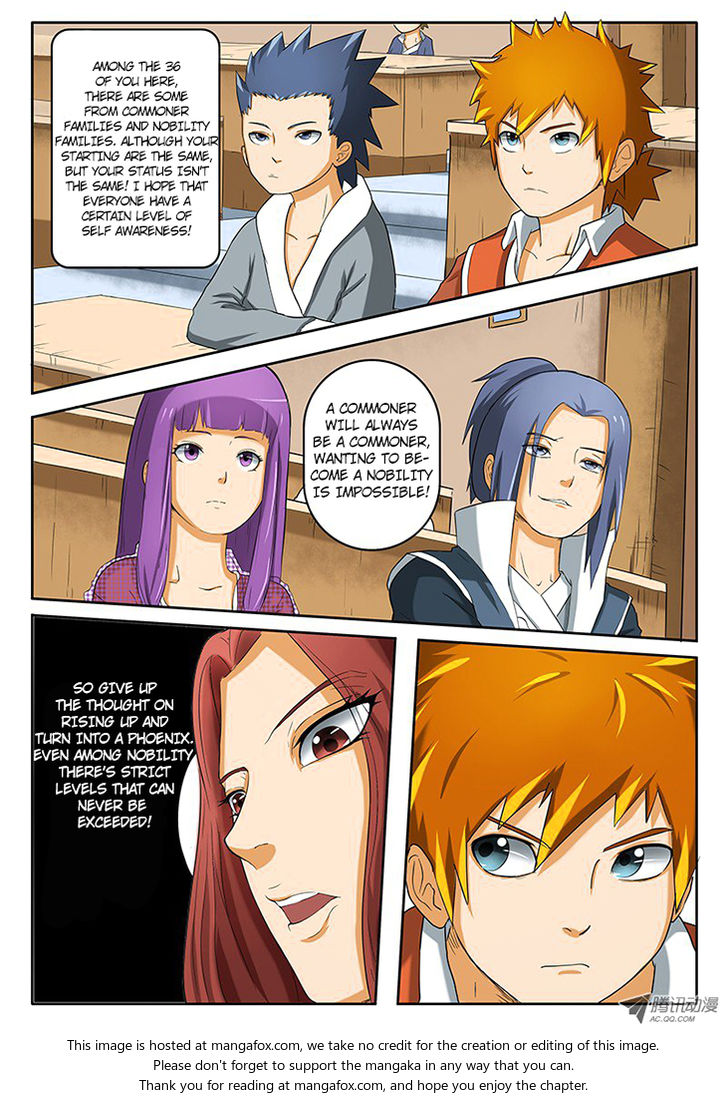 AMONG THE 36
OF YOU HERE,
THERE ARE SOME
FROM COMMONER
FAMILIES AND NOBILITY
FAMILIES. ALTHOUGH YOUR
STARTING ARE THE SAME,
BUT YOUR STATUS ISN'T
THE SAME! I HOPE THAT
EVERYONE HAVE A
CERTAIN LEVEL OF
SELF AWARENESS!
A COMMONER
WILL ALWAYS
BE A COMMONER,
WANTING TO BE-
COME A NOBILITY
IS IMPOSSIBLE!
SO GIVE UP
THE THOUGHT ON
RISING UP AND
TURN INTO A PHOENIX.
EVEN AMONG NOBILITY
THERE'S STRICT
LEVELS THAT CAN
NEVER BE
EXCEEDED!
腾讯动漫
AC.QQ.COM
This image is hosted at mangafox.com, we take no credit for the creation or editing of this image.
Please don't forget to support the mangaka in any way that you can.
Thank you for reading at mangafox.com, and hope you enjoy the chapter.